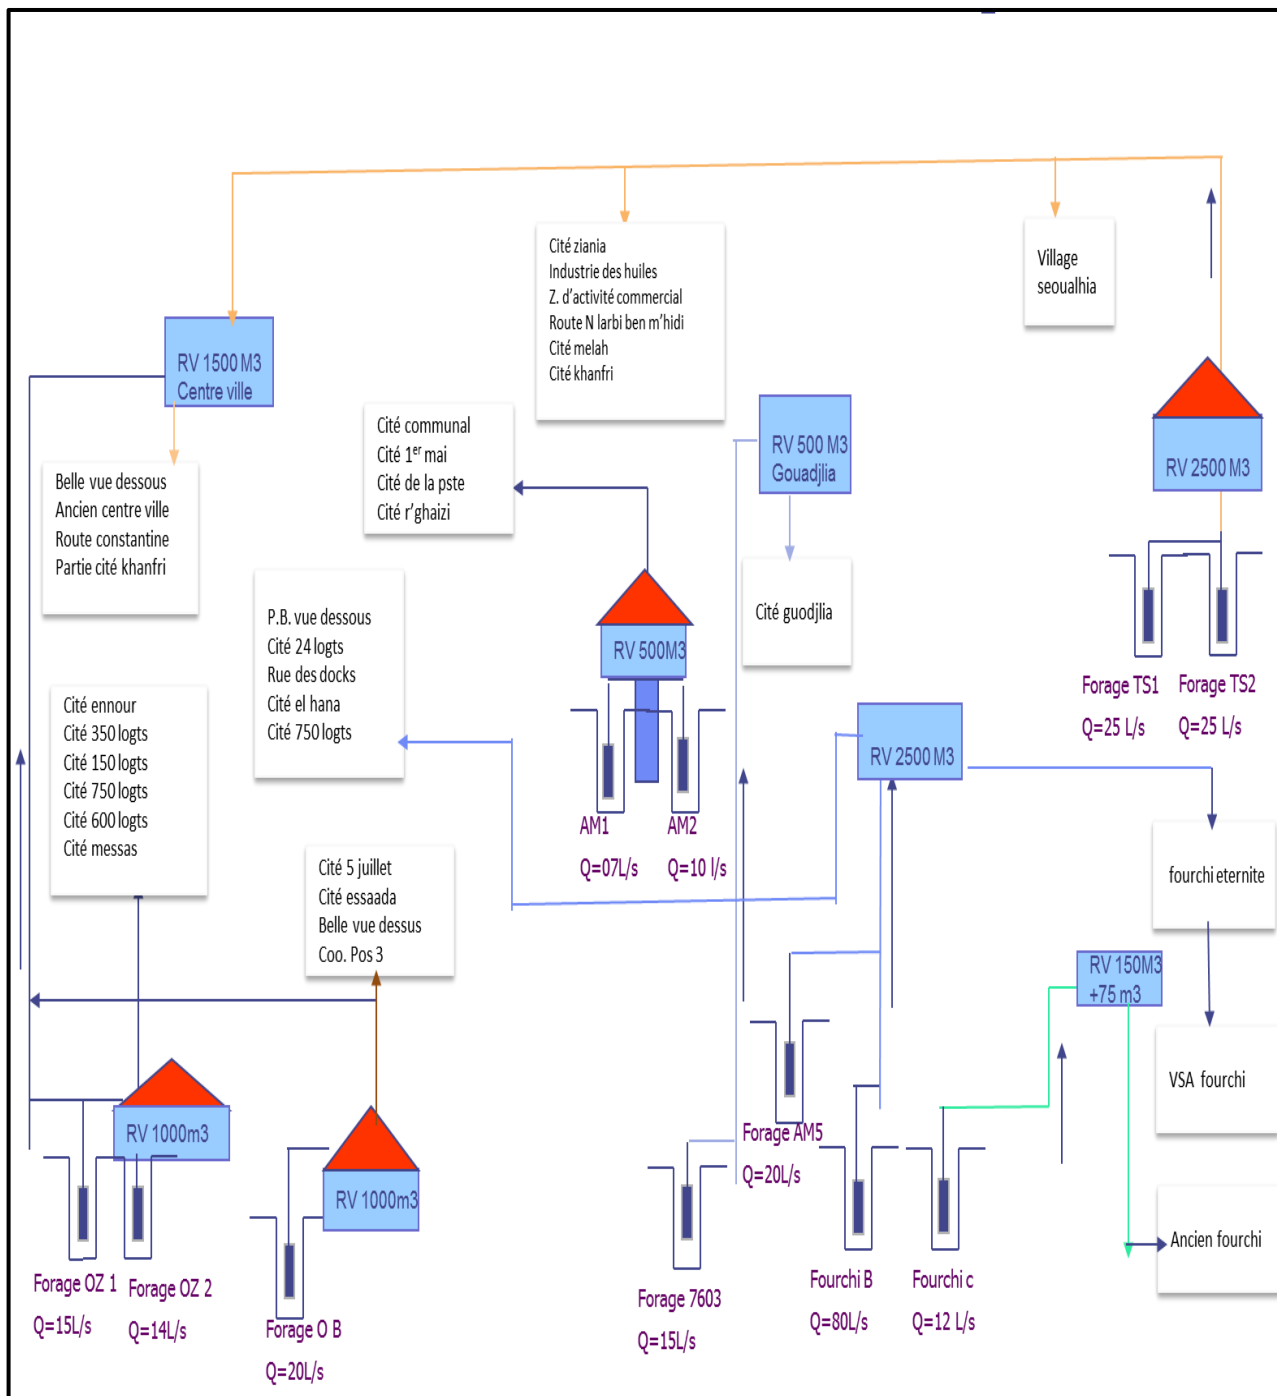 Cité ziania
Industrie des huiles
Z. d'activité commercial
Route N larbi ben m'hidi
Cité melah
Cité khanfri
Village
seoualhia
RV 1500 M3
Centre ville
RV 2500 M3
Cité communal
Cité 1er mai
Cité de la pste
Cité r'ghaizi
RV 500 M3
Gouadjlia
Belle vue dessous
Ancien centre ville
Route constantine
Partie cité khanfri
P.B. vue dessous
Cité 24 logts
Rue des docks
Cité el hana
Cité 750 logts
RV 500M3
Cité guodjlia
Forage TS1
Q=25 L/s
Forage TS2
Q=25 L/s
Cité ennour
Cité 350 logts
Cité 150 logts
Cité 750 logts
Cité 600 logts
Cité messas
RV 2500 M3
AM1
Q=07L/s
AM2
Q=10 l/s
Cité 5 juillet
Cité essaada
Belle vue dessus
Coo. Pos 3
fourchi eternite
RV 150M3
+75 m3
VSA fourchi
RV 1000m3
RV 1000m3
Forage AM5
Q=20L/s
Ancien fourchi
Forage OZ 1
Q=15L/s
Forage OZ 2
Q=14L/s
Forage O B
Q=20L/s
Forage 7603
Q=15L/s
Fourchi B
Q=80L/s
Fourchi c
Q=12 L/s